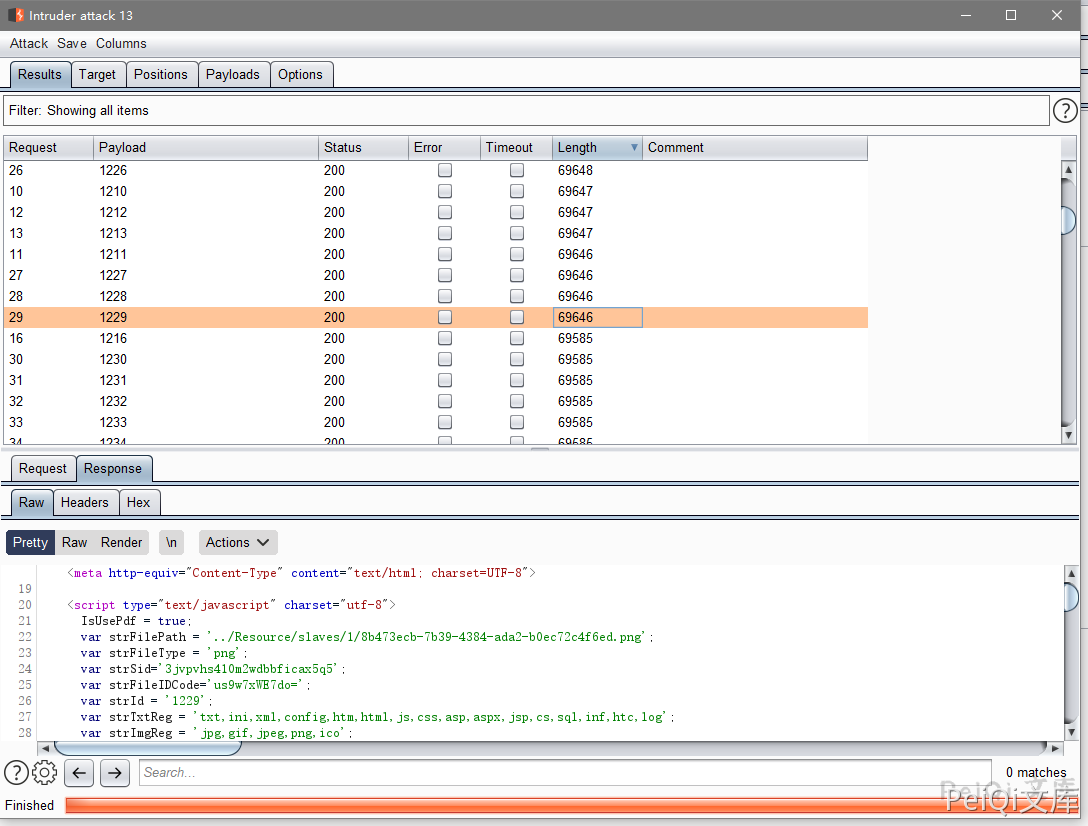 Intruder attack 13
Attack Save Columns
Results Target Positions Payloads Options
Filter: Showing all items
?
Request Payload Status Error Timeout Length Comment
26 1226 200 69648
10 1210 200 69647
12 1212 200 69647
13 1213 200 69647
11 1211 200 69646
27 1227 200 69646
28 1228 200 69646
29 1229 200 69646
16 1216 200 69585
30 1230 200 69585
31 1231 200 69585
32 1232 200 69585
33 1233 200 69585
34 1234 200 69585
Request Response
Raw Headers Hex
Pretty Raw Render \n Actions
<meta http-equiv="Content-Type" content="text/html; charset=UTF-8">
19
20 <script type="text/javascript" charset="utf-8">
21 IsUsePdf = true;
22 var strFilePath = '../Resource/slaves/1/8b473ecb-7b39-4384-ada2-b0ec72c4f6ed.png';
23 var strFileType = 'png';
24 var strSid='3jvpvhs410m2wdbbficax5q5';
25 var strFileIDCode='us9w7xWE7do=';
26 var strId = '1229';
27 var strTxtReg = 'txt,ini,xml,config,htm,html,js,css,asp,aspx,jsp,cs,sql,inf,htc,log';
28 var strImgReg = 'jpg,gif,jpeg,png,ico';
? Search... 0 matches
Finished
PeiQi文库